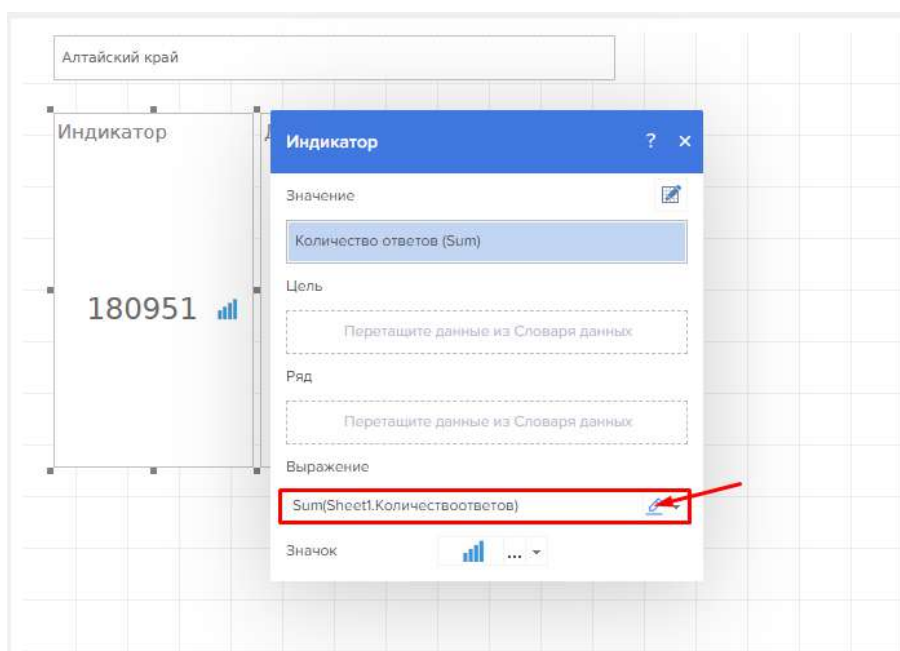 Алтайский край
Индикатор
Индикатор ?
Значение
Количество ответов (Sum)
Цель
180951
Перетащите данные из Словаря данных
Ряд
Перетащите данные из Словаря данных
Выражение
Sum(Sheet1.Количествоответов)
Значок ...